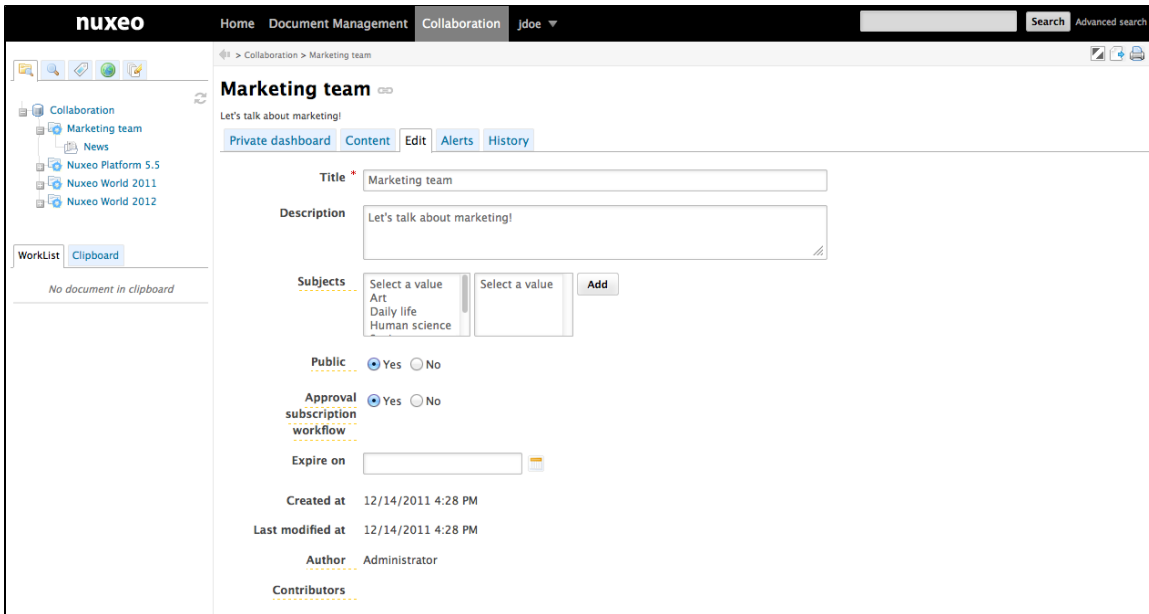 nuxeo
Home Document Management Collaboration jdoe
Search Advanced search
> Collaboration > Marketing team
Collaboration
Marketing team
News
Nuxeo Platform 5.5
Nuxeo World 2011
Nuxeo World 2012
WorkList Clipboard
No document in clipboard
Marketing team
Let's talk about marketing!
Private dashboard Content Edit Alerts History
Title * Marketing team
Description Let's talk about marketing!
Subjects Select a value Select a value Add
Art
Daily life
Human science
Public Yes No
Approval Yes No
subscription
workflow
Expire on
Created at 12/14/2011 4:28 PM
Last modified at 12/14/2011 4:28 PM
Author Administrator
Contributors